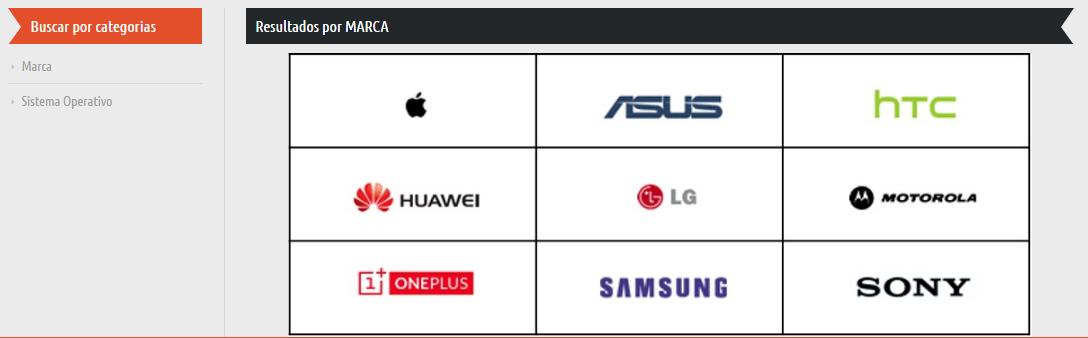 Buscar por categorias
Marca
Sistema Operativo
Resultados por MARCA
ASUS
hTC
HUAWEI
LG
MOTOROLA
1+ ONEPLUS
SAMSUNG
SONY